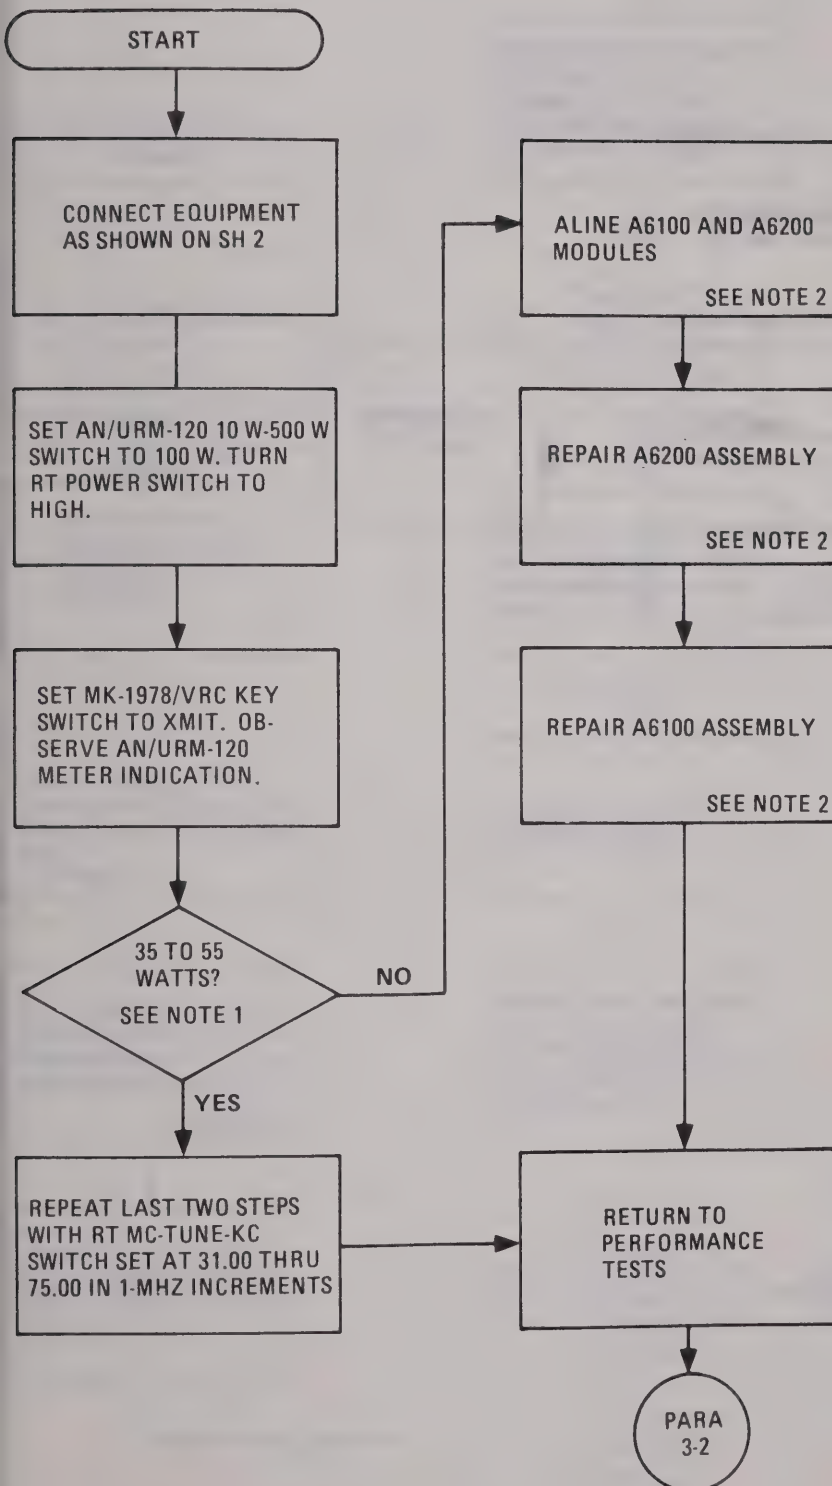 START
CONNECT EQUIPMENT
AS SHOWN ON SH 2
SET AN/URM-120 10 W-500 W
SWITCH TO 100 W. TURN
RT POWER SWITCH TO
HIGH.
SET MK-1978/VRC KEY
SWITCH TO XMIT. OB-
SERVE AN/URM-120
METER INDICATION.
35 TO 55
WATTS?
SEE NOTE 1
NO
YES
REPEAT LAST TWO STEPS
WITH RT MC-TUNE-KC
SWITCH SET AT 31.00 THRU
75.00 IN 1-MHZ INCREMENTS
ALINE A6100 AND A6200
MODULES
SEE NOTE 2
REPAIR A6200 ASSEMBLY
SEE NOTE 2
REPAIR A6100 ASSEMBLY
SEE NOTE 2
RETURN TO
PERFORMANCE
TESTS
PARA
3-2